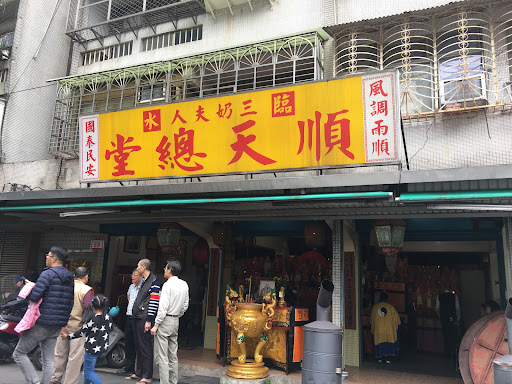 風調雨順
臨水三奶夫人
順天總堂
國泰民安